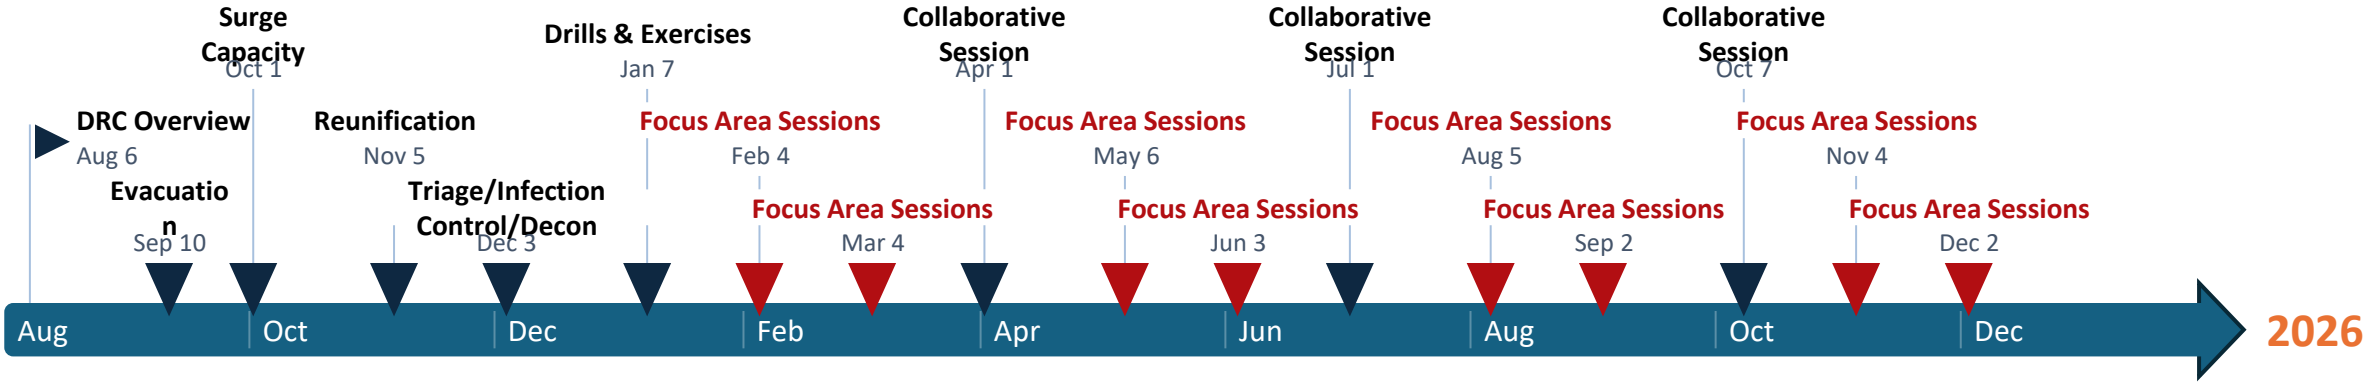 Surge
Capacity
Oct 1
Drills & Exercises
Jan 7
Collaborative
Session
Apr 1
Collaborative
Session
Jul 1
Collaborative
Session
Oct 7
DRC Overview
Aug 6
Reunification
Nov 5
Focus Area Sessions
Feb 4
Focus Area Sessions
May 6
Focus Area Sessions
Aug 5
Focus Area Sessions
Nov 4
Evacuatio
n
Sep 10
Triage/Infection
Control/Decon
Dec 3
Focus Area Sessions
Mar 4
Focus Area Sessions
Jun 3
Focus Area Sessions
Sep 2
Focus Area Sessions
Dec 2
Aug
Oct
Dec
Feb
Apr
Jun
Aug
Oct
Dec
2026